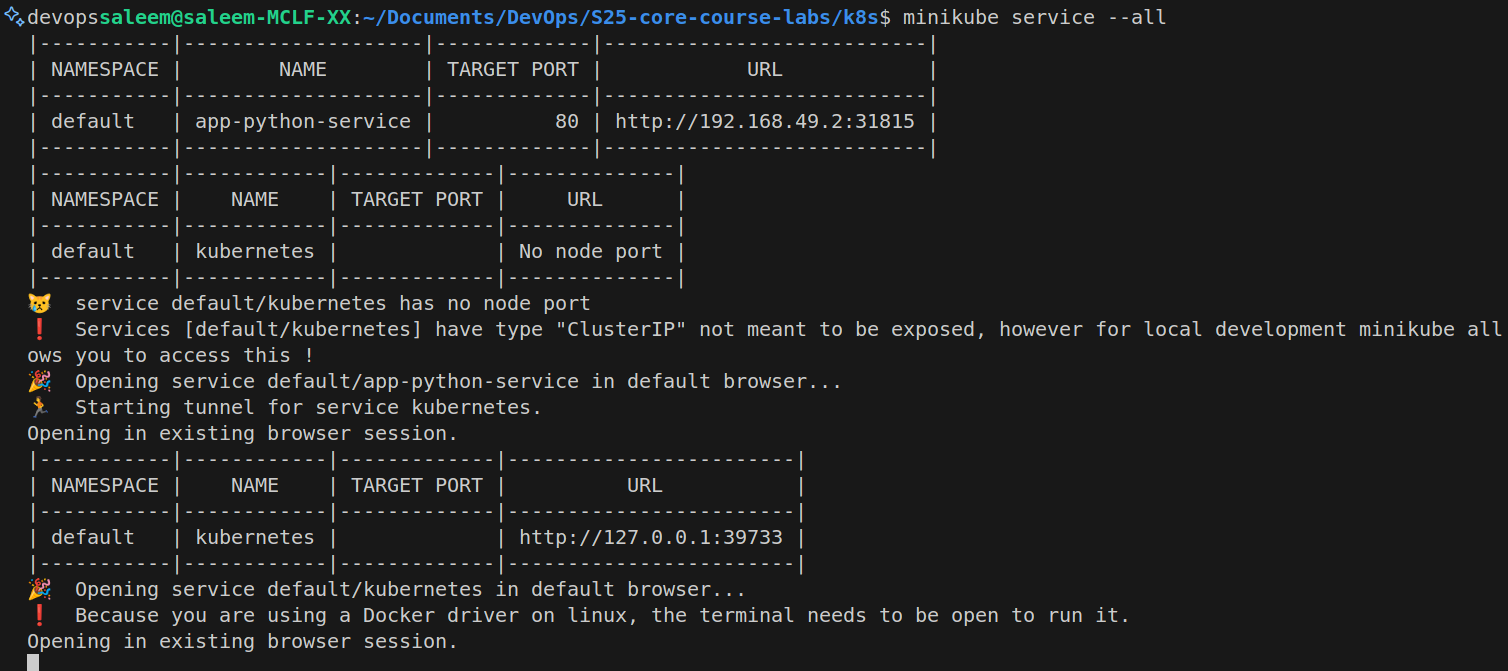 devopssaleem@saleem-MCLF-XX:~/Documents/DevOps/S25-core-course-labs/k8s$ minikube service --all
|-----------|--------------------|-------------|---------------------------|
| NAMESPACE |        NAME        | TARGET PORT |            URL            |
|-----------|--------------------|-------------|---------------------------|
| default   | app-python-service |          80 | http://192.168.49.2:31815 |
|-----------|--------------------|-------------|---------------------------|
|-----------|------------|-------------|--------------|
| NAMESPACE |    NAME    | TARGET PORT |     URL      |
|-----------|------------|-------------|--------------|
| default   | kubernetes |             | No node port |
|-----------|------------|-------------|--------------|
😿  service default/kubernetes has no node port
❗  Services [default/kubernetes] have type "ClusterIP" not meant to be exposed, however for local development minikube all
ows you to access this !
🎉  Opening service default/app-python-service in default browser...
🏃  Starting tunnel for service kubernetes.
Opening in existing browser session.
|-----------|------------|-------------|------------------------|
| NAMESPACE |    NAME    | TARGET PORT |          URL           |
|-----------|------------|-------------|------------------------|
| default   | kubernetes |             | http://127.0.0.1:39733 |
|-----------|------------|-------------|------------------------|
🎉  Opening service default/kubernetes in default browser...
❗  Because you are using a Docker driver on linux, the terminal needs to be open to run it.
Opening in existing browser session.